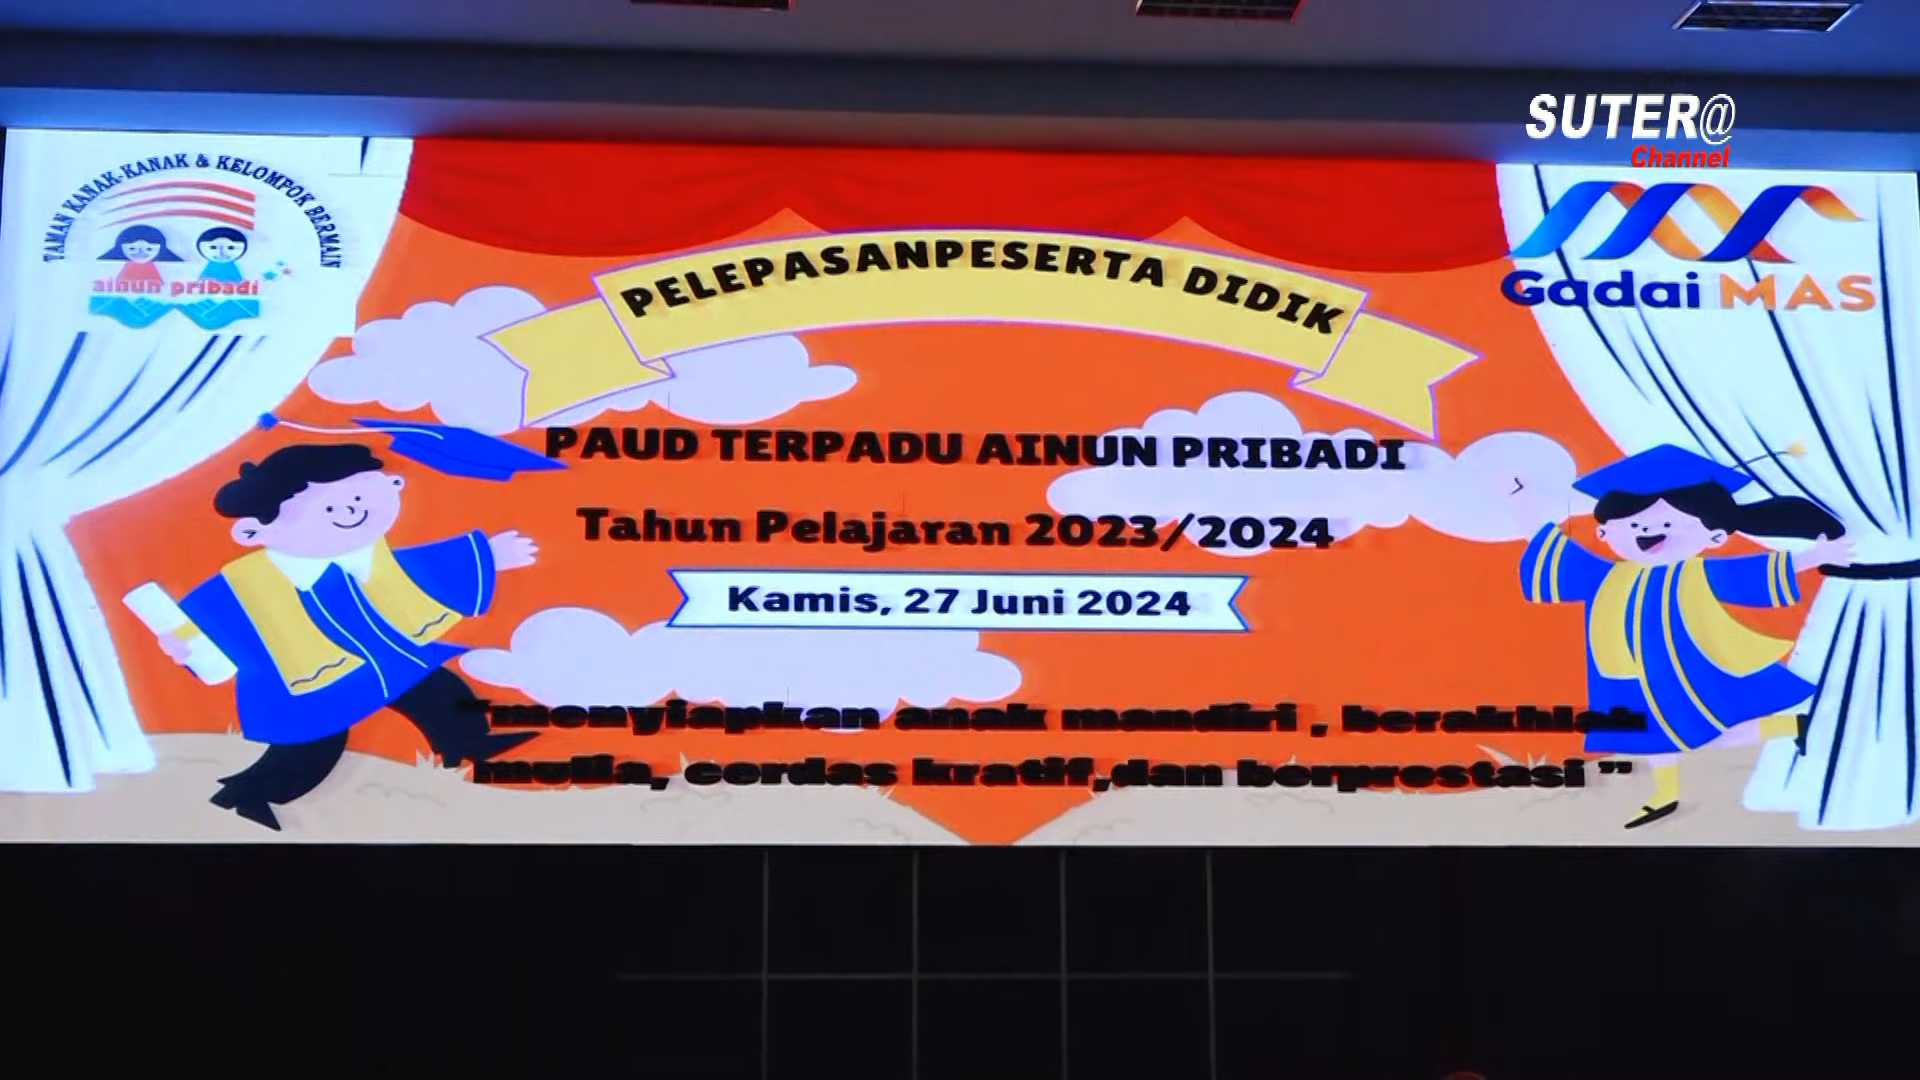 SUTER@
Channel
TAMAN KANAK-KANAK & KELOMPOK BERMAIN
ainun pribadi
Gadai MAS
PELEPASANPESERTA DIDIK
PAUD TERPADU AINUN PRIBADI
Tahun Pelajaran 2023/2024
Kamis, 27 Juni 2024
"menyiapkan anak mandiri , berakhlak
mulia, cerdas kratif,dan berprestasi ”